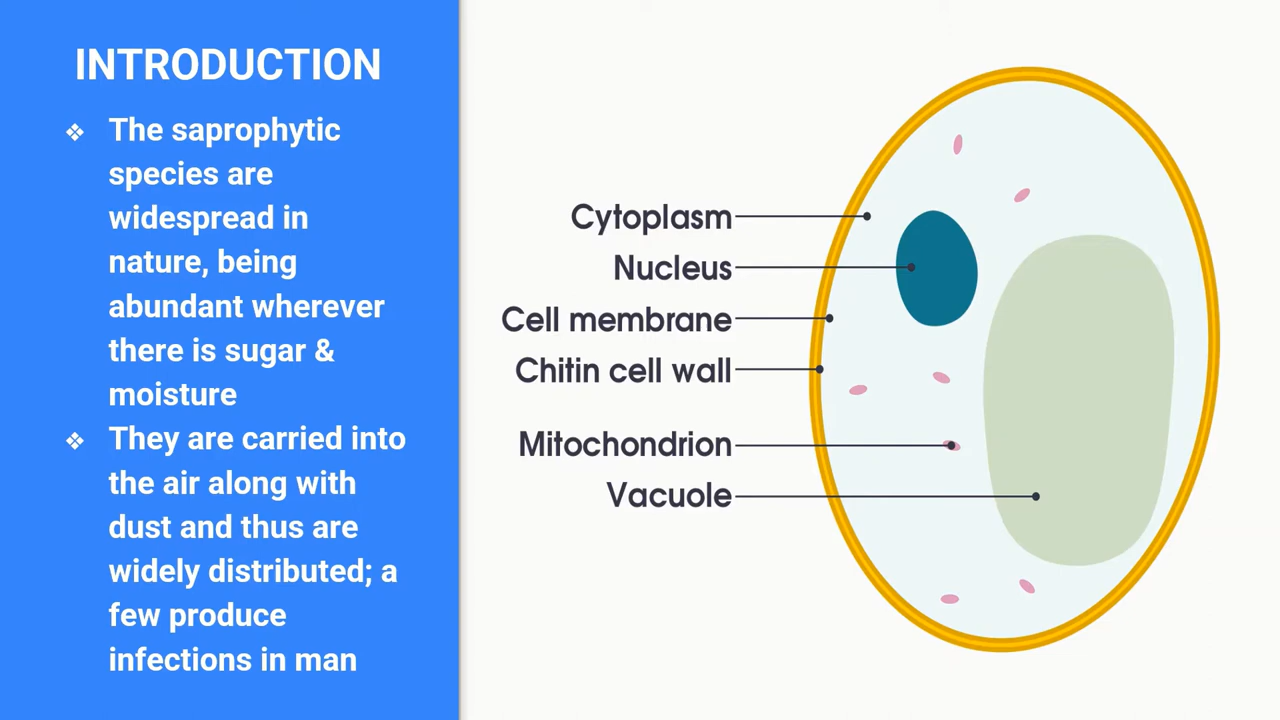 INTRODUCTION
❖ The saprophytic
species are
widespread in
nature, being
abundant wherever
there is sugar &
moisture
❖ They are carried into
the air along with
dust and thus are
widely distributed; a
few produce
infections in man
Cytoplasm
Nucleus
Cell membrane
Chitin cell wall
Mitochondrion
Vacuole